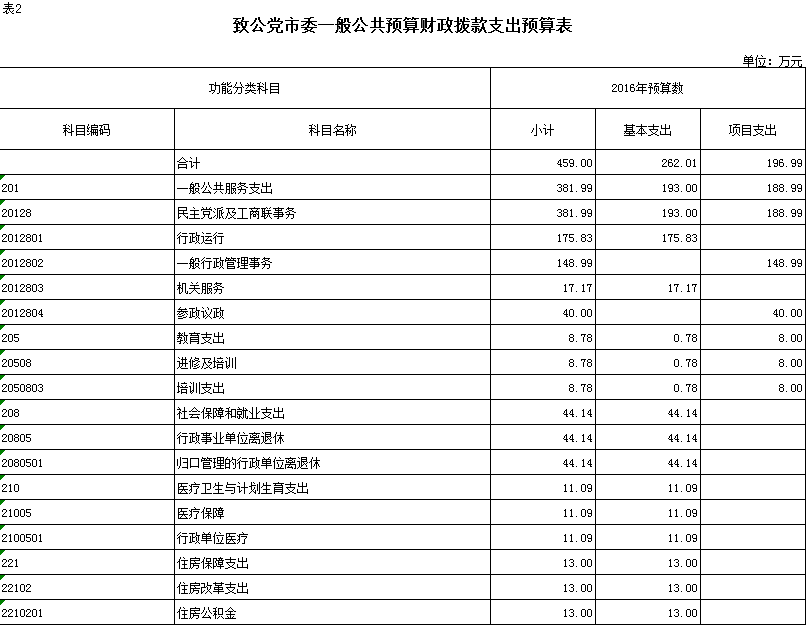 表2
致公党市委一般公共预算财政拨款支出预算表
单位：万元
功能分类科目 2016年预算数
科目编码 科目名称 小计 基本支出 项目支出
合计 459.00 262.01 196.99
201 一般公共服务支出 381.99 193.00 188.99
20128 民主党派及工商联事务 381.99 193.00 188.99
2012801 行政运行 175.83 175.83
2012802 一般行政管理事务 148.99 148.99
2012803 机关服务 17.17 17.17
2012804 参政议政 40.00 40.00
205 教育支出 8.78 0.78 8.00
20508 进修及培训 8.78 0.78 8.00
2050803 培训支出 8.78 0.78 8.00
208 社会保障和就业支出 44.14 44.14
20805 行政事业单位离退休 44.14 44.14
2080501 归口管理的行政单位离退休 44.14 44.14
210 医疗卫生与计划生育支出 11.09 11.09
21005 医疗保障 11.09 11.09
2100501 行政单位医疗 11.09 11.09
221 住房保障支出 13.00 13.00
22102 住房改革支出 13.00 13.00
2210201 住房公积金 13.00 13.00